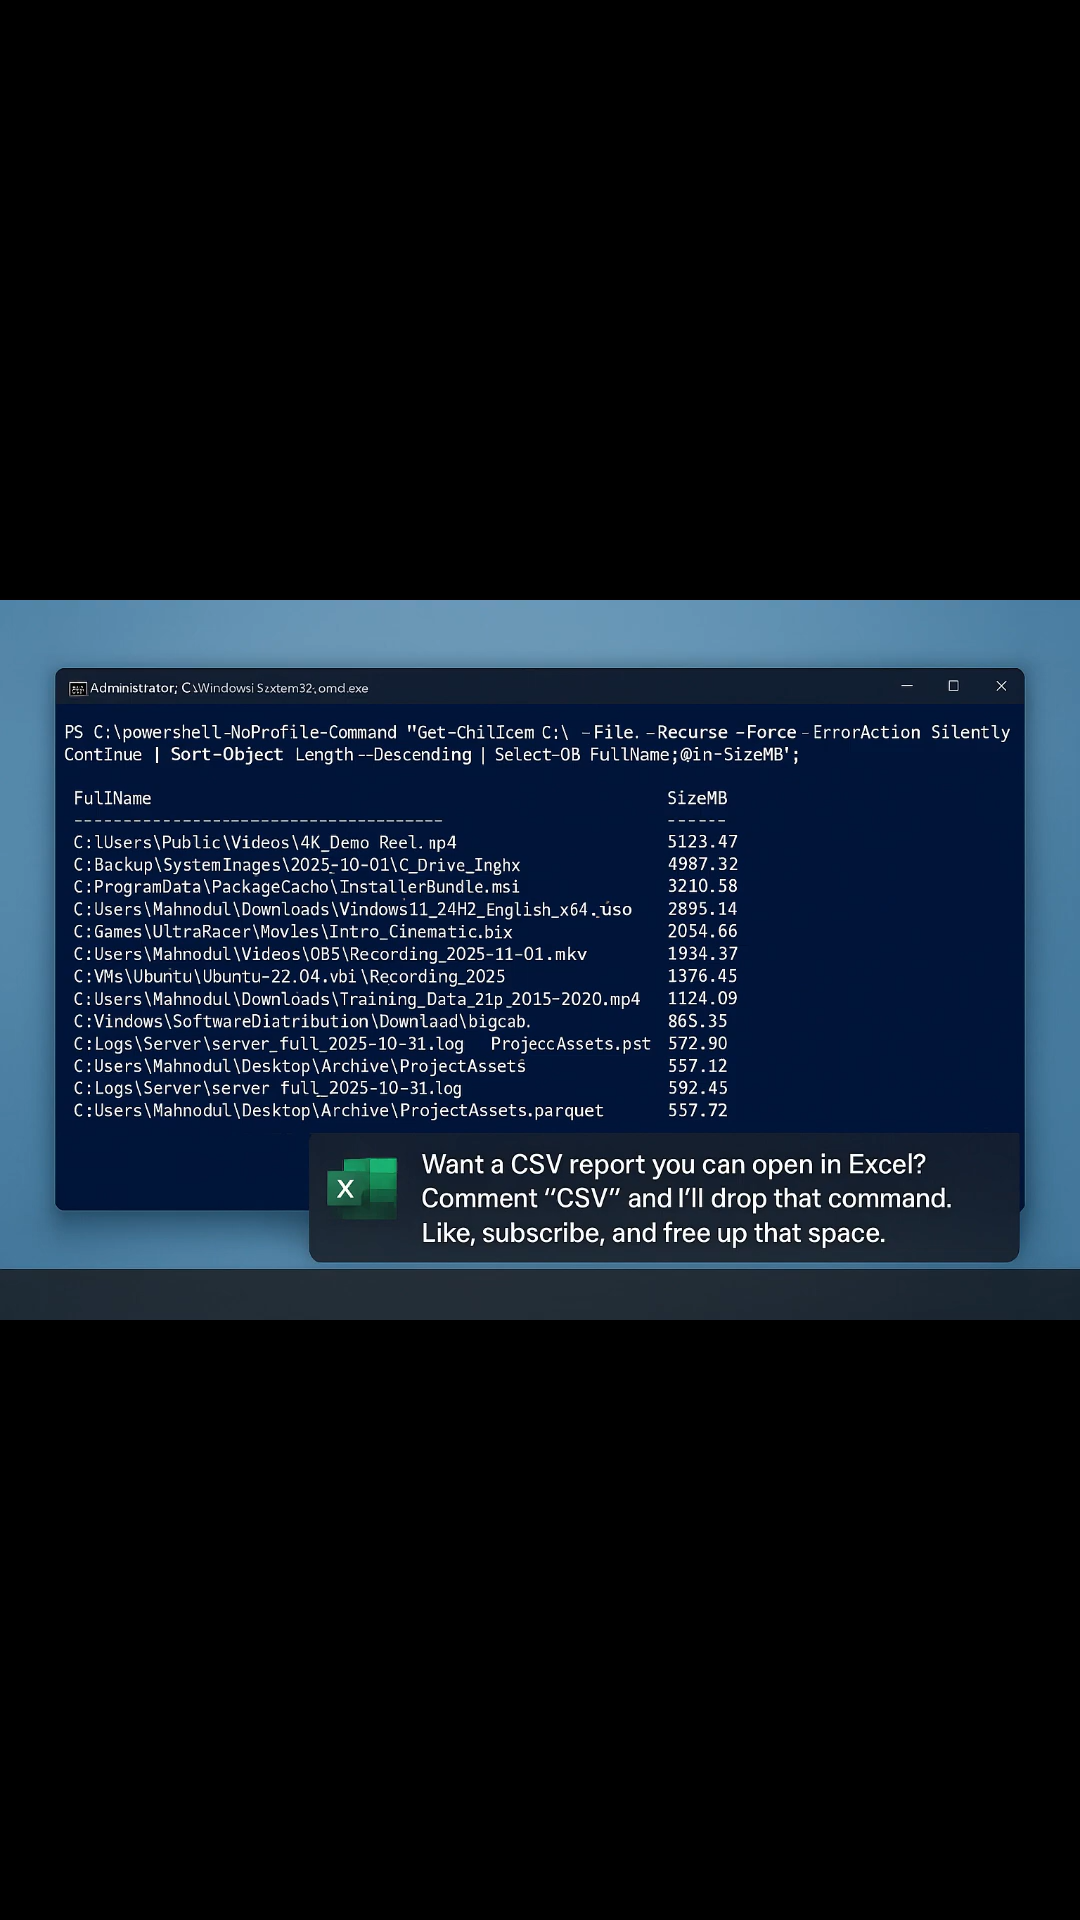 Administrator; C:\Windowsi Szxtem32;.omd.exe
PS C:\powershell-NoProfile-Command "Get-ChilIcem C:\ –File. –Recurse –Force –ErrorAction Silently
ContInue | Sort-Object Length --Descending | Select-OB FullName;@in-SizeMB';
FulIName SizeMB
------------------------------------- ------
C:lUsers\Public\Videos\4K_Demo Reel.mp4 5123.47
C:Backup\SystemInages\2025-10-01\C_Drive_Inghx 4987.32
C:ProgramData\PackageCacho\InstallerBundle.msi 3210.58
C:Users\Mahnodul\Downloads\Vindows11_24H2_English_x64.uso 2895.14
C:Games\UltraRacer\Movles\Intro_Cinematic.bix 2054.66
C:Users\Mahnodul\Videos\OB5\Recording_2025-11-01.mkv 1934.37
C:VMs\Ubuntu\Ubuntu-22.04.vbi\Recording_2025 1376.45
C:Users\Mahnodul\Downloads\Training_Data_21p_2015-2020.mp4 1124.09
C:Vindows\SoftwareDiatribution\Downlaad\bigcab. 865.35
C:Logs\Server\server_full_2025-10-31.log ProjeccAssets.pst 572.90
C:Users\Mahnodul\Desktop\Archive\ProjectAssets 557.12
C:Logs\Server\server full_2025-10-31.log 592.45
C:Users\Mahnodul\Desktop\Archive\ProjectAssets.parquet 557.72
X
Want a CSV report you can open in Excel?
Comment “CSV” and I’ll drop that command.
Like, subscribe, and free up that space.